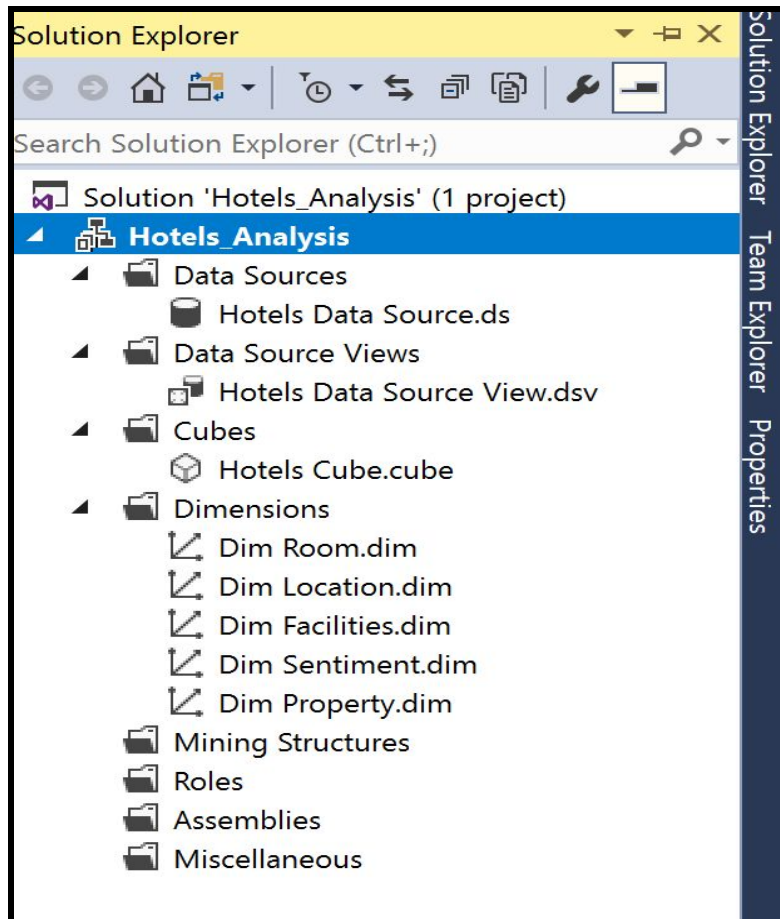 Solution Explorer
Search Solution Explorer (Ctrl+;)
Solution 'Hotels_Analysis' (1 project)
Hotels_Analysis
Data Sources
Hotels Data Source.ds
Data Source Views
Hotels Data Source View.dsv
Cubes
Hotels Cube.cube
Dimensions
Dim Room.dim
Dim Location.dim
Dim Facilities.dim
Dim Sentiment.dim
Dim Property.dim
Mining Structures
Roles
Assemblies
Miscellaneous
Solution Explorer
Team Explorer
Properties